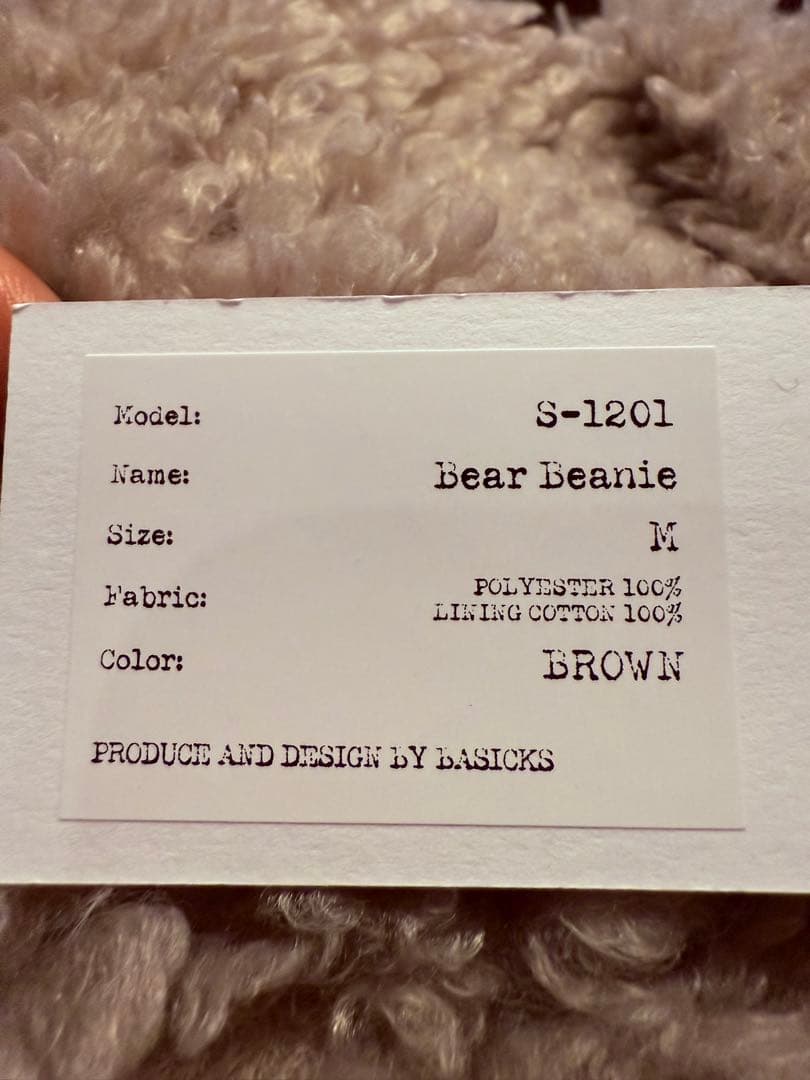 Model: S-1201
Name: Bear Beanie
Size: M
Fabric: POLYESTER 100%
LINING COTTON 100%
Color: BROWN
PRODUCE AND DESIGN BY BASICKS